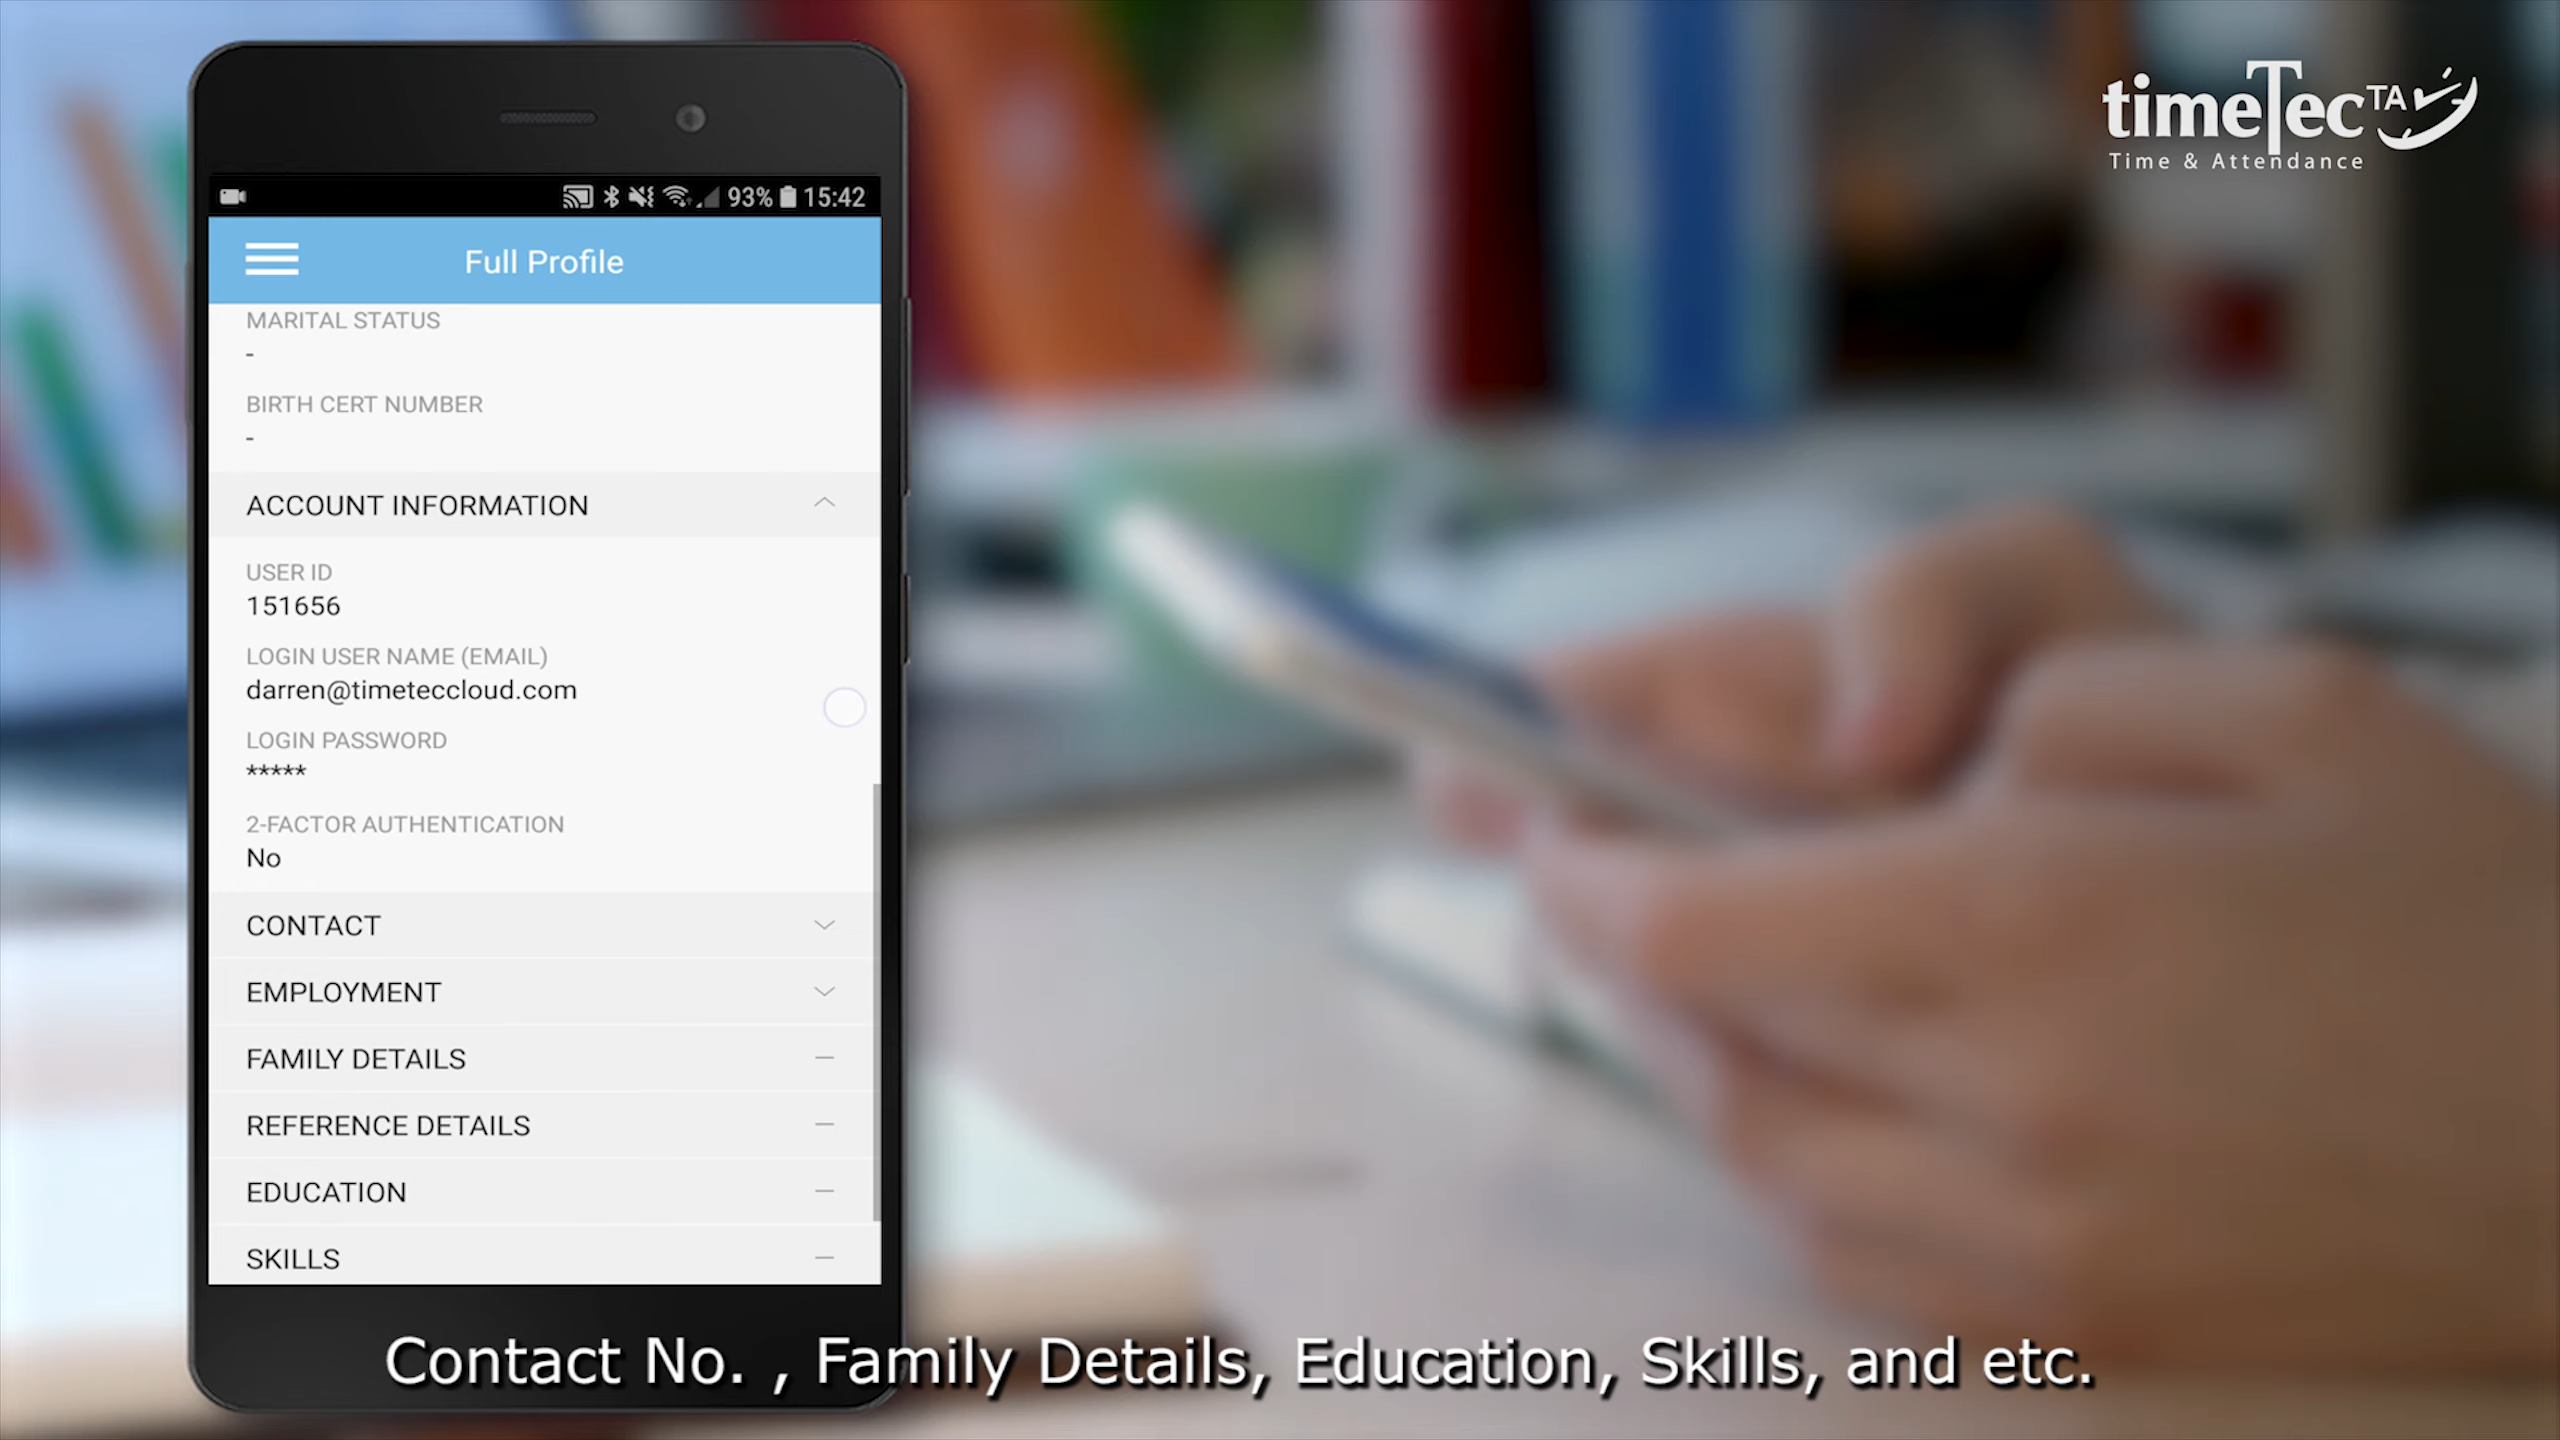 timeTec TA
Time & Attendance
93% 15:42
Full Profile
MARITAL STATUS
-
BIRTH CERT NUMBER
-
ACCOUNT INFORMATION
USER ID
151656
LOGIN USER NAME (EMAIL)
darren@timeteccloud.com
LOGIN PASSWORD
*****
2-FACTOR AUTHENTICATION
No
CONTACT
EMPLOYMENT
FAMILY DETAILS
REFERENCE DETAILS
EDUCATION
SKILLS
Contact No. , Family Details, Education, Skills, and etc.